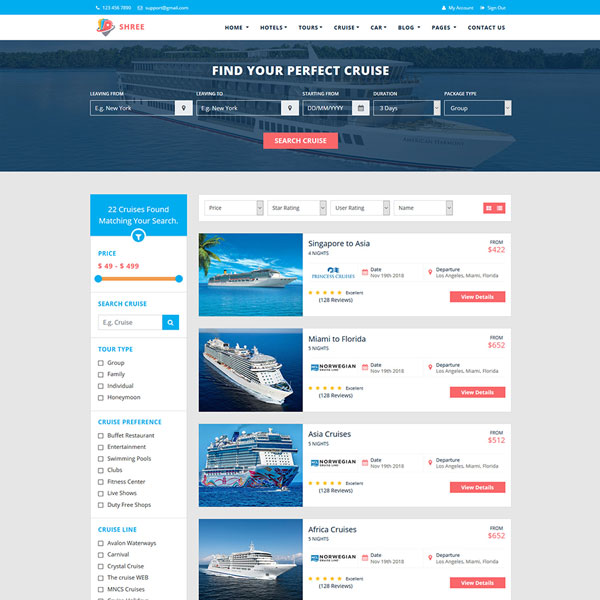 123 456 7890 support@gmail.com My Account Sign Out
SHREE HOME HOTELS TOURS CRUISE CAR BLOG PAGES CONTACT US
FIND YOUR PERFECT CRUISE
LEAVING FROM LEAVING TO STARTING FROM DURATION PACKAGE TYPE
E.g. New York E.g. New York DD/MM/YYYY 3 Days Group
SEARCH CRUISE
22 Cruises Found
Matching Your Search.
PRICE
$ 49 - $ 499
SEARCH CRUISE
E.g. Cruise
TOUR TYPE
Group
Family
Individual
Honeymoon
CRUISE PREFERENCE
Buffet Restaurant
Entertainment
Swimming Pools
Clubs
Fitness Center
Live Shows
Duty Free Shops
CRUISE LINE
Avalon Waterways
Carnival
Crystal Cruise
The cruise WEB
MNCS Cruises
Price Star Rating User Rating Name
Singapore to Asia FROM
4 NIGHTS $422
PRINCESS CRUISES Date Departure
Nov 19th 2018 Los Angeles, Miami, Florida
Excellent
(128 Reviews) View Details
Miami to Florida FROM
5 NIGHTS $652
NORWEGIAN Date Departure
CRUISE LINE Nov 19th 2018 Los Angeles, Miami, Florida
Excellent
(128 Reviews) View Details
Asia Cruises FROM
5 NIGHTS $512
NORWEGIAN Date Departure
CRUISE LINE Nov 19th 2018 Los Angeles, Miami, Florida
Excellent
(128 Reviews) View Details
Africa Cruises FROM
5 NIGHTS $652
NORWEGIAN Date Departure
CRUISE LINE Nov 19th 2018 Los Angeles, Miami, Florida
Excellent
(128 Reviews) View Details